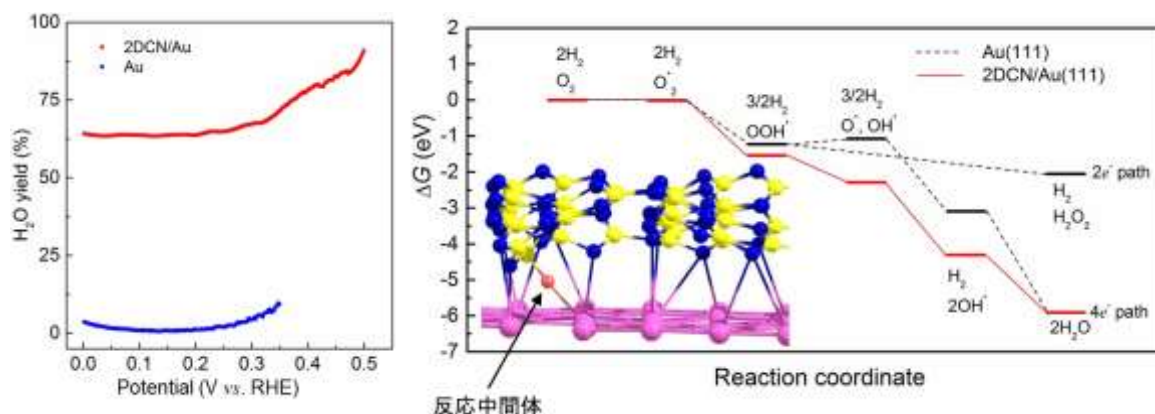 100
75
50
25
0
H₂O yield (%)
2DCN/Au
Au
0.0 0.1 0.2 0.3 0.4 0.5
Potential (V vs. RHE)
1
0
-1
-2
-3
-4
-5
-6
-7
ΔG (eV)
2H₂
O₂
2H₂
O*₂
3/2H₂
OOH*
3/2H₂
O*, OH*
Au(111)
2DCN/Au(111)
2e⁻ path
H₂
H₂O₂
H₂
2OH*
4e⁻ path
2H₂O
Reaction coordinate
反応中間体